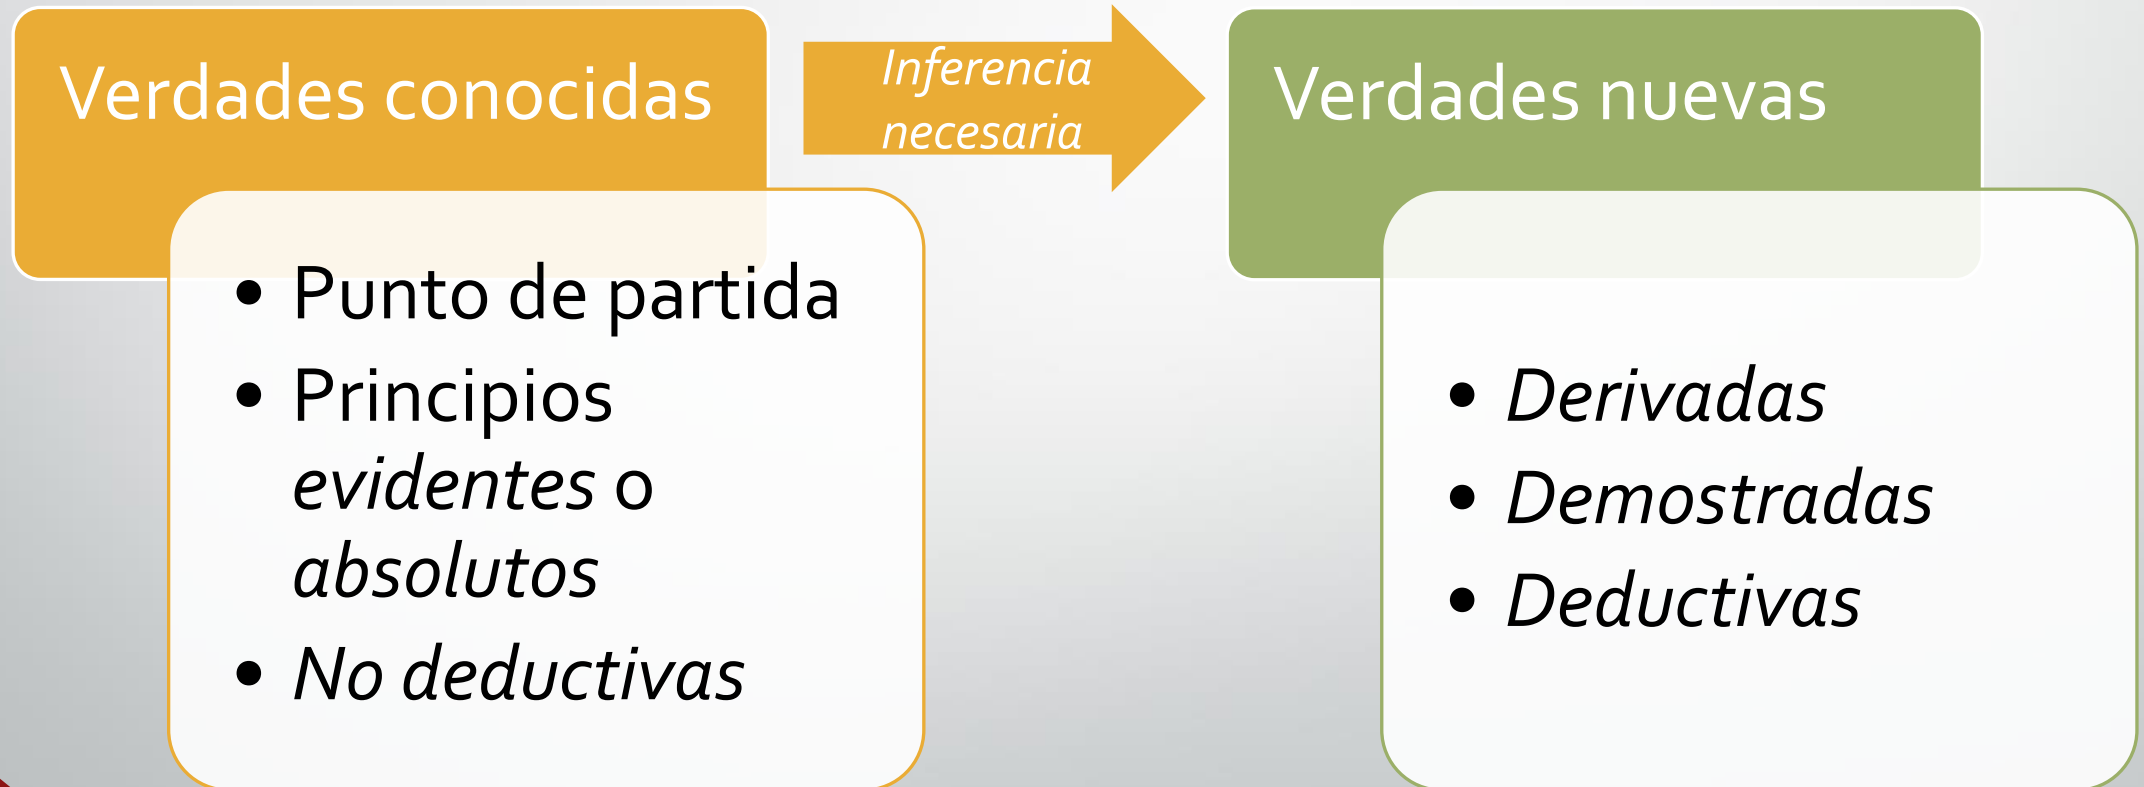 Verdades conocidas
• Punto de partida
• Principios
evidentes o
absolutos
• No deductivas
Inferencia
necesaria
Verdades nuevas
• Derivadas
• Demostradas
• Deductivas